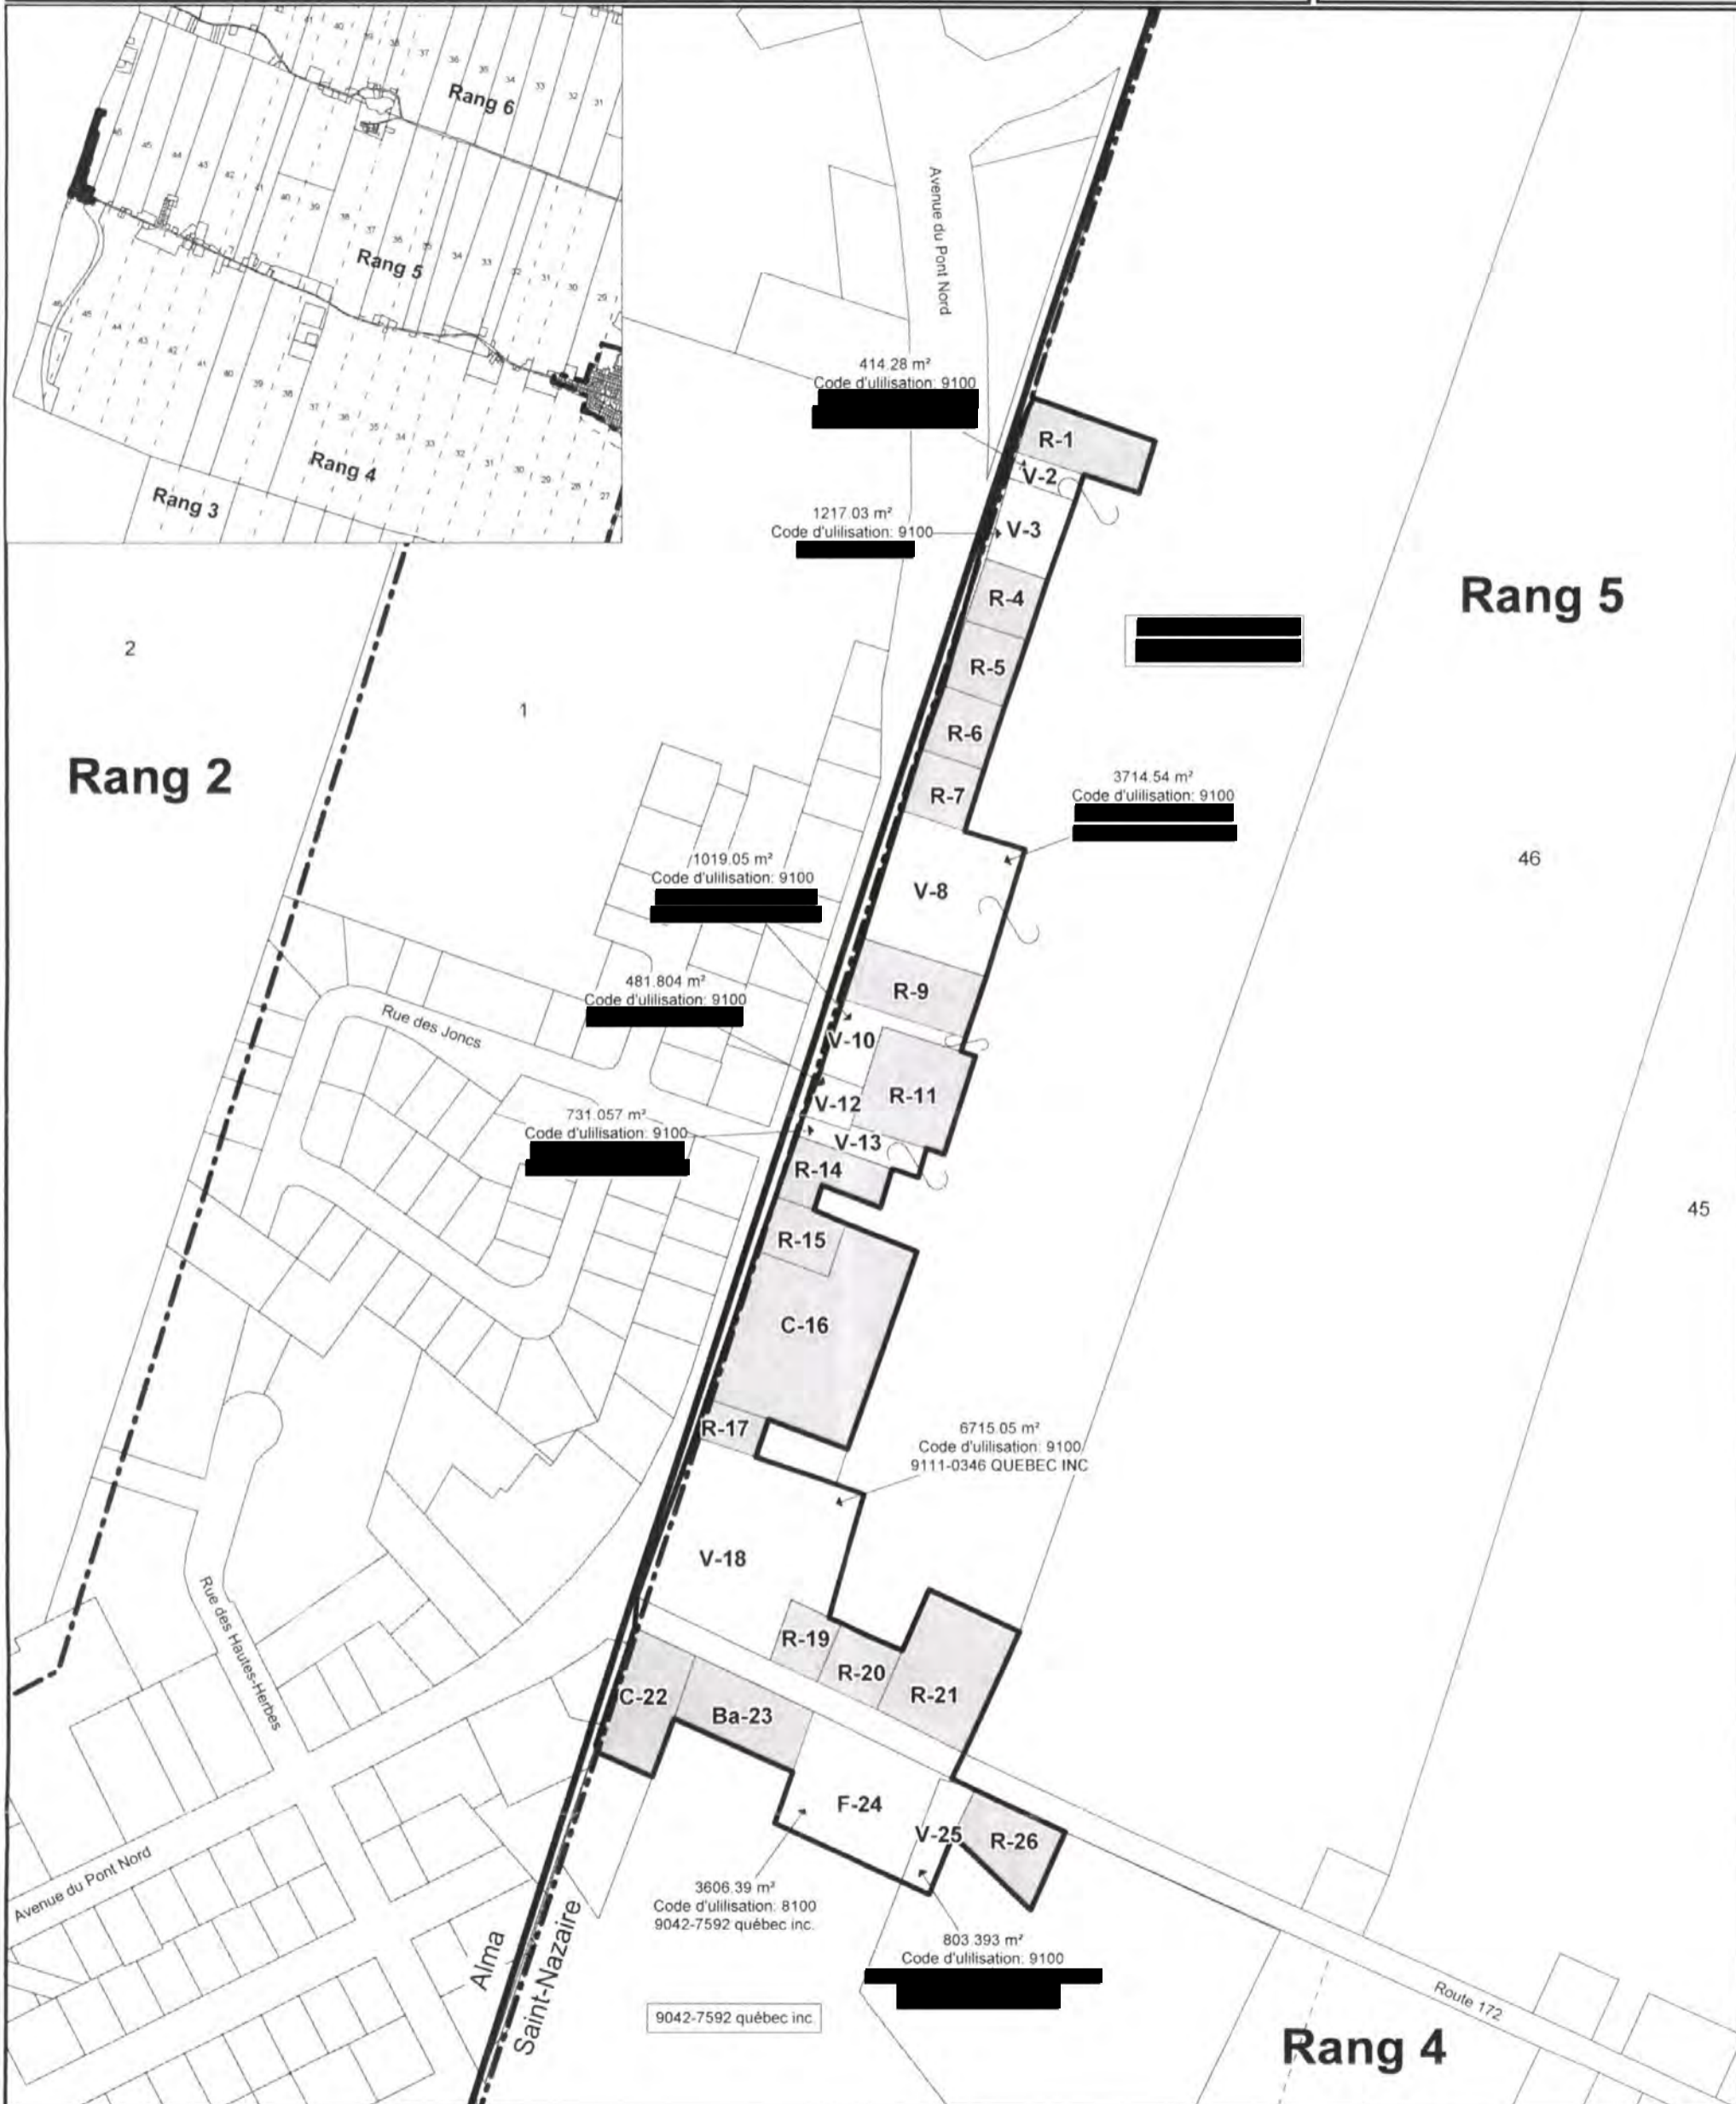 Rang 6
Rang 5
Rang 4
Rang 3
Avenue du Pont Nord
414.28 m²
Code d'ulilisation: 9100
R-1
V-2
1217.03 m²
Code d'ulilisation: 9100
V-3
R-4
Rang 5
2
R-5
1
R-6
Rang 2
3714.54 m²
Code d'ulilisation: 9100
R-7
1019.05 m²
Code d'ulilisation: 9100
46
V-8
481.804 m²
Code d'ulilisation: 9100
R-9
Rue des Joncs
V-10
R-11
V-12
731.057 m²
Code d'ulilisation: 9100
V-13
R-14
45
R-15
C-16
R-17
6715.05 m²
Code d'ulilisation: 9100
9111-0346 QUEBEC INC
V-18
Rue des Hautes-Herbes
R-19
R-20
R-21
C-22
Ba-23
F-24
V-25
R-26
Avenue du Pont Nord
3606.39 m²
Code d'ulilisation: 8100
9042-7592 québec inc.
803.393 m²
Code d'ulilisation: 9100
Alma
Saint-Nazaire
9042-7592 québec inc
Route 172
Rang 4